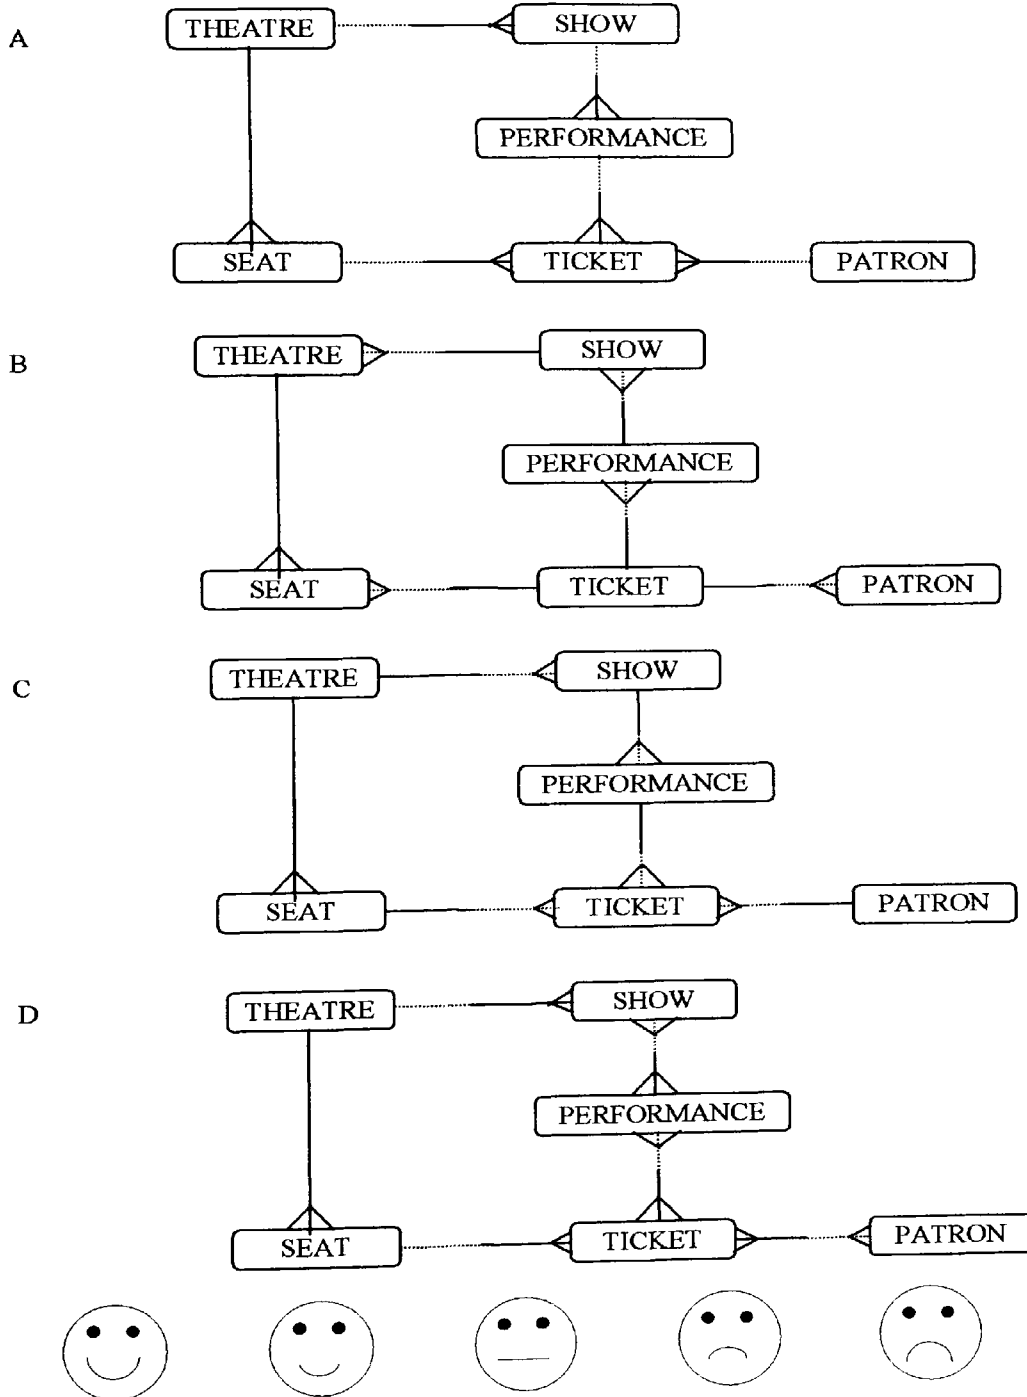 A
THEATRE SHOW
PERFORMANCE
SEAT TICKET PATRON
B
THEATRE SHOW
PERFORMANCE
SEAT TICKET PATRON
C
THEATRE SHOW
PERFORMANCE
SEAT TICKET PATRON
D
THEATRE SHOW
PERFORMANCE
SEAT TICKET PATRON